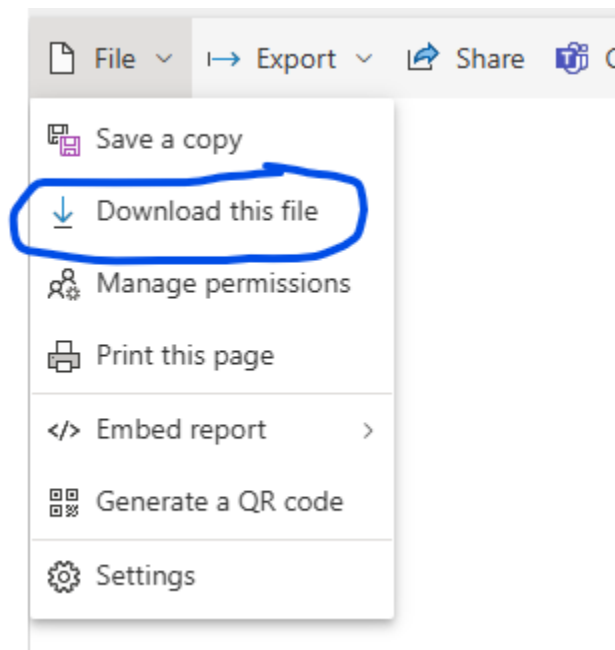 File Export Share
Save a copy
Download this file
Manage permissions
Print this page
</> Embed report >
Generate a QR code
Settings